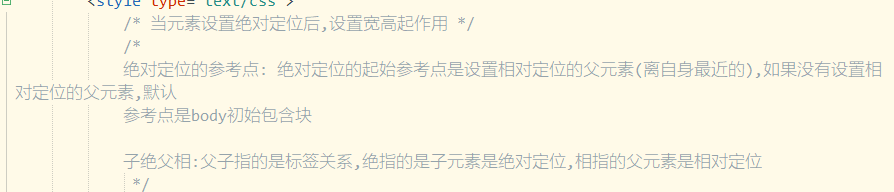 <style type="text/css">
/* 当元素设置绝对定位后,设置宽高起作用 */
/*
绝对定位的参考点: 绝对定位的起始参考点是设置相对定位的父元素(离自身最近的),如果没有设置相
对定位的父元素,默认
参考点是body初始包含块
子绝父相:父子指的是标签关系,绝指的是子元素是绝对定位,相指的父元素是相对定位
*/